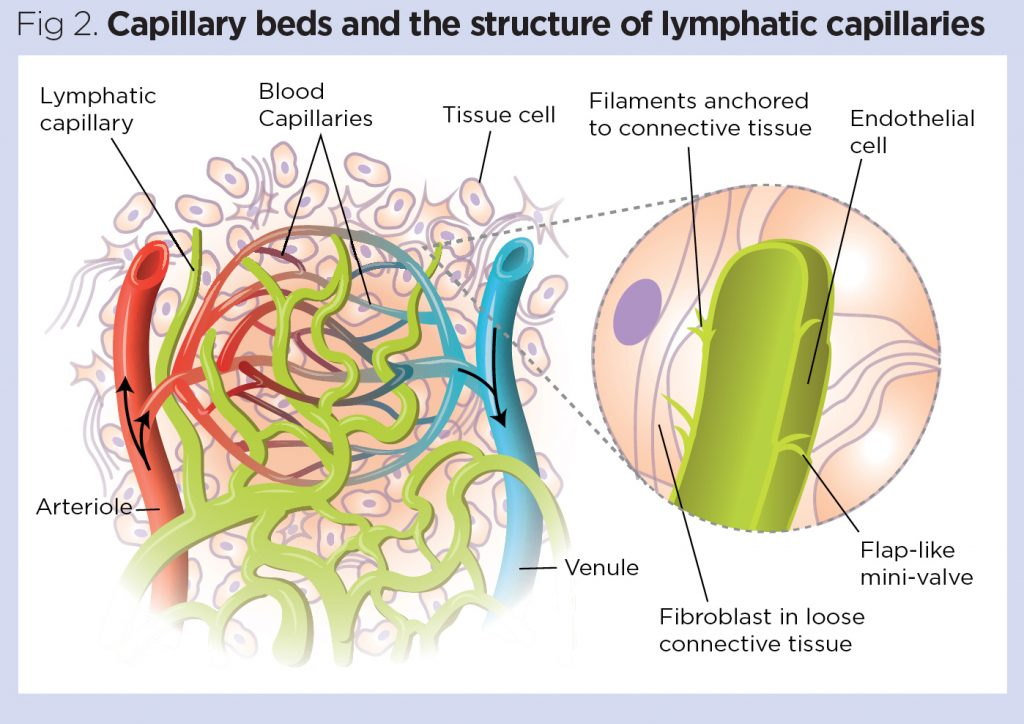 Fig 2. Capillary beds and the structure of lymphatic capillaries
Lymphatic
capillary
Blood
Capillaries
Tissue cell
Filaments anchored
to connective tissue
Endothelial
cell
Arteriole
Venule
Flap-like
mini-valve
Fibroblast in loose
connective tissue